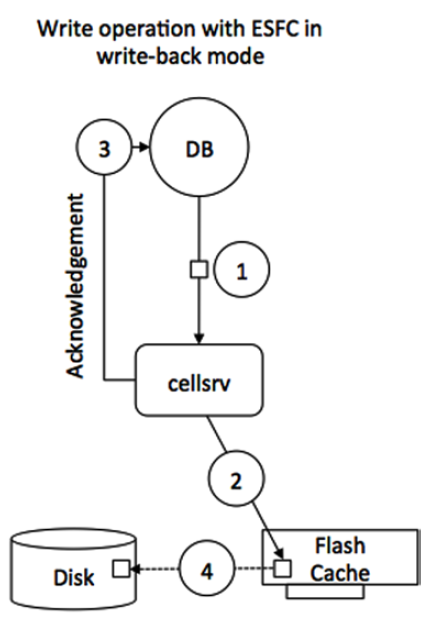 Write operation with ESFC in
write-back mode
3
DB
Acknowledgement
1
cellsrv
2
Flash
Cache
4
Disk